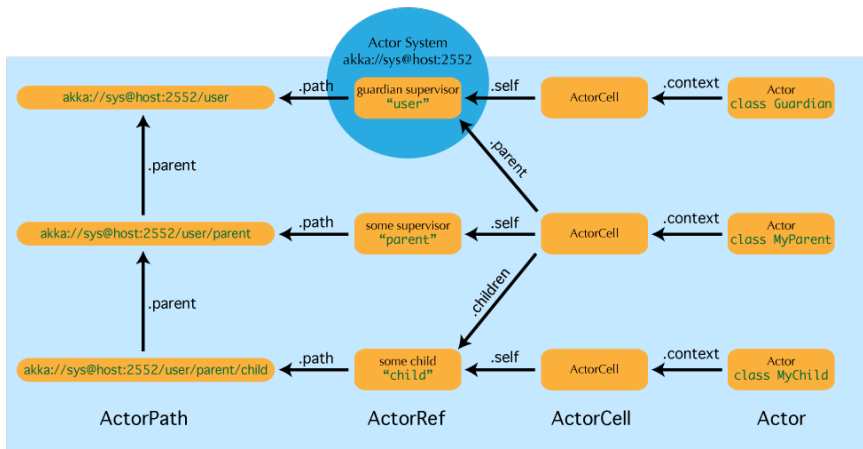 Actor System
akka://sys@host:2552
akka://sys@host:2552/user
.path
guardian supervisor
“user”
.self
ActorCell
.context
Actor
class Guardian
.parent
.parent
akka://sys@host:2552/user/parent
.path
some supervisor
“parent”
.self
ActorCell
.context
Actor
class MyParent
.parent
.children
akka://sys@host:2552/user/parent/child
.path
some child
“child”
.self
ActorCell
.context
Actor
class MyChild
ActorPath
ActorRef
ActorCell
Actor